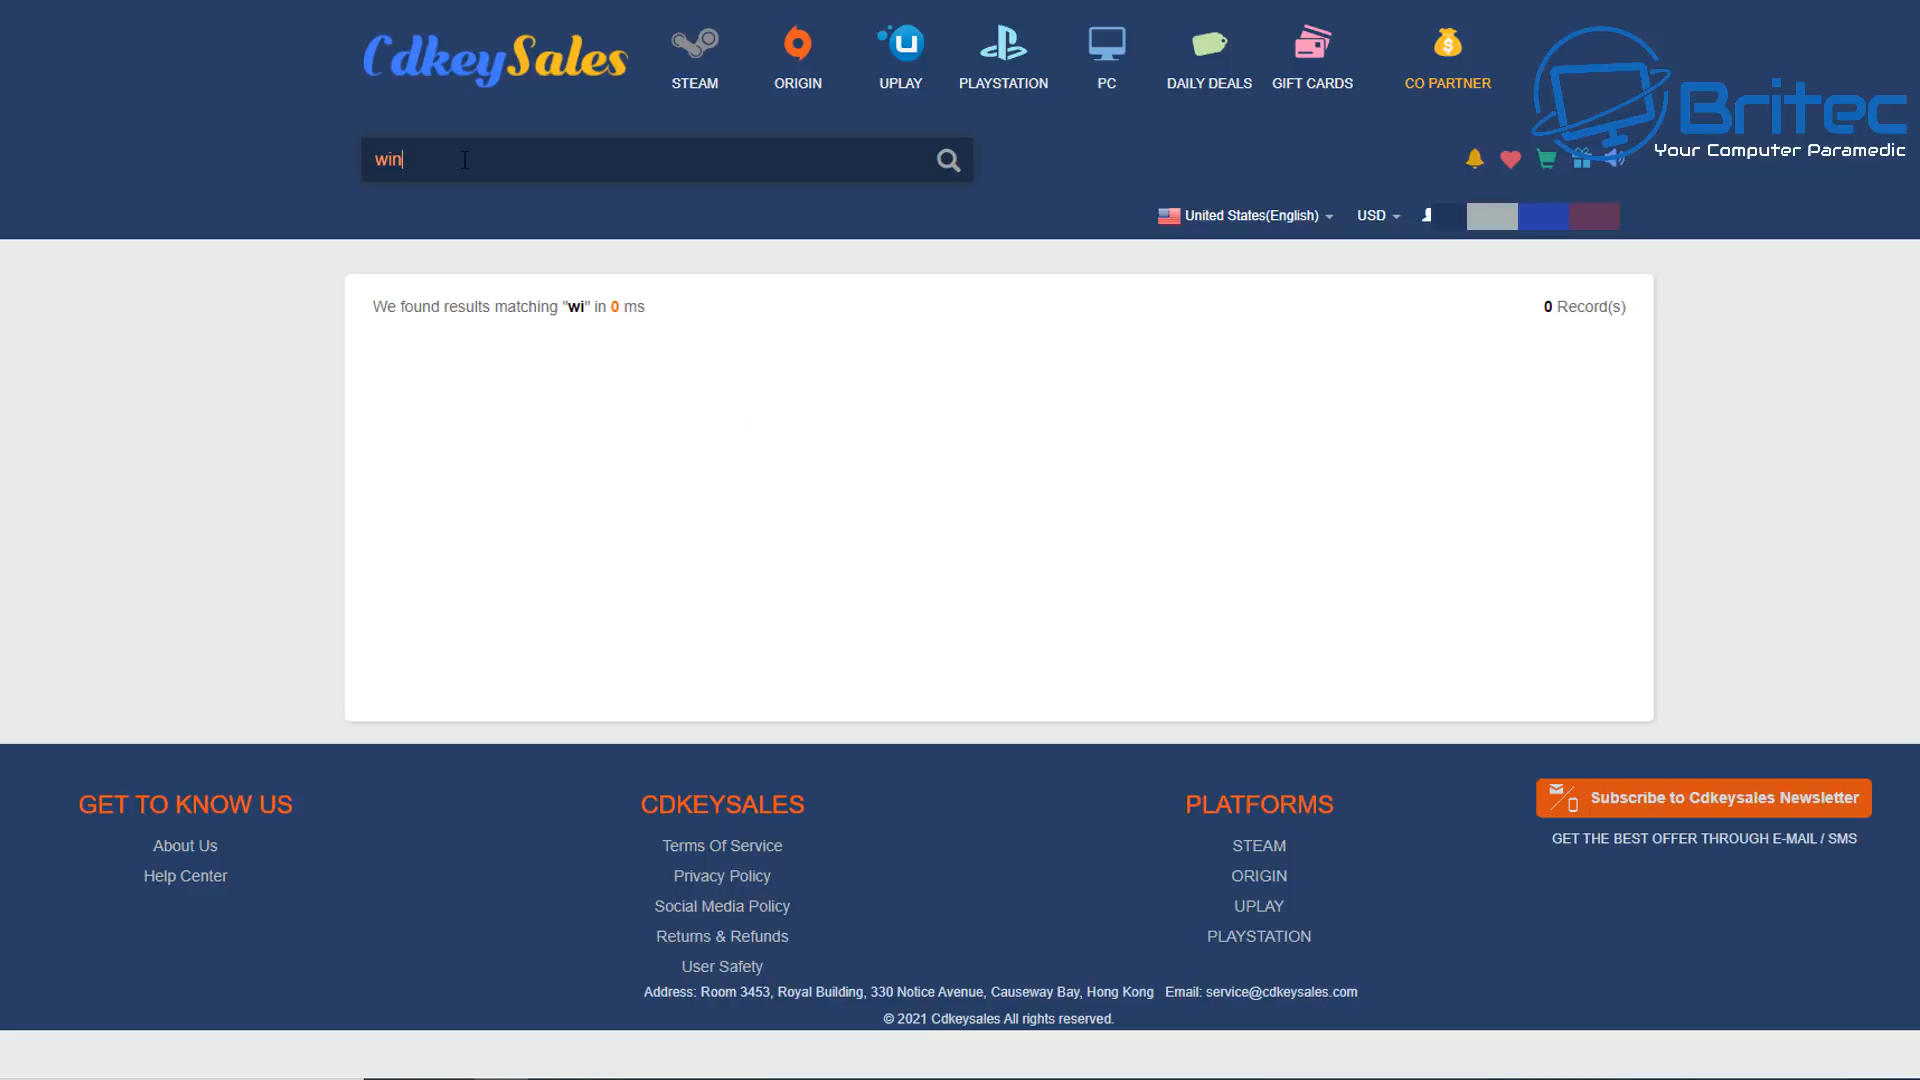 CdkeySales
STEAM
ORIGIN
UPLAY
PLAYSTATION
PC
DAILY DEALS
GIFT CARDS
CO PARTNER
Britec
Your Computer Paramedic
win
United States(English)
USD
We found results matching "wi" in 0 ms
0 Record(s)
GET TO KNOW US
About Us
Help Center
CDKEYSALES
Terms Of Service
Privacy Policy
Social Media Policy
Returns & Refunds
User Safety
PLATFORMS
STEAM
ORIGIN
UPLAY
PLAYSTATION
Subscribe to Cdkeysales Newsletter
GET THE BEST OFFER THROUGH E-MAIL / SMS
Address: Room 3453, Royal Building, 330 Notice Avenue, Causeway Bay, Hong Kong Email: service@cdkeysales.com
© 2021 Cdkeysales All rights reserved.